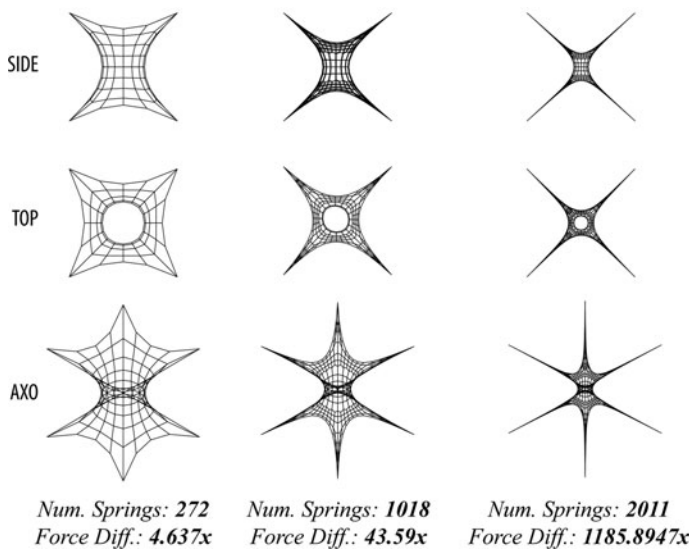 SIDE
TOP
AXO
Num. Springs: 272
Force Diff.: 4.637x
Num. Springs: 1018
Force Diff.: 43.59x
Num. Springs: 2011
Force Diff.: 1185.8947x